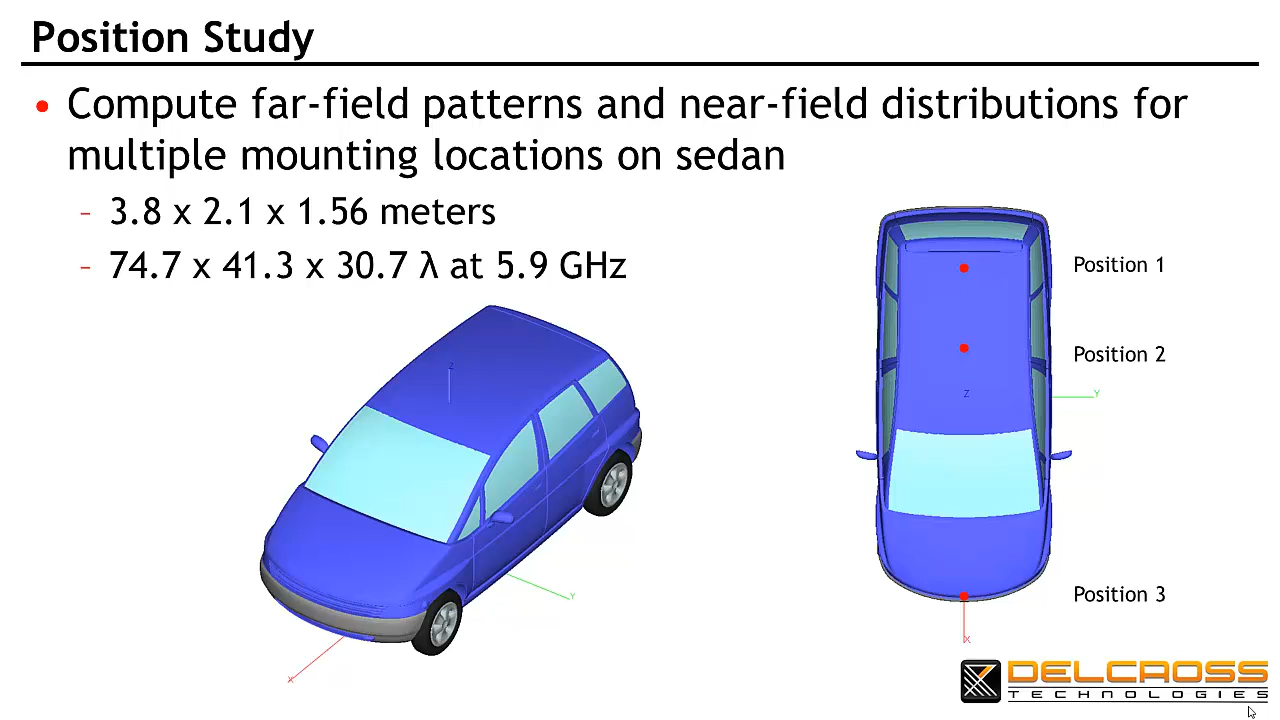 Position Study
• Compute far-field patterns and near-field distributions for
multiple mounting locations on sedan
– 3.8 x 2.1 x 1.56 meters
– 74.7 x 41.3 x 30.7 λ at 5.9 GHz
Position 1
Position 2
Z
Z
Y
Position 3
Y
X
X
DELCROSS
TECHNOLOGIES